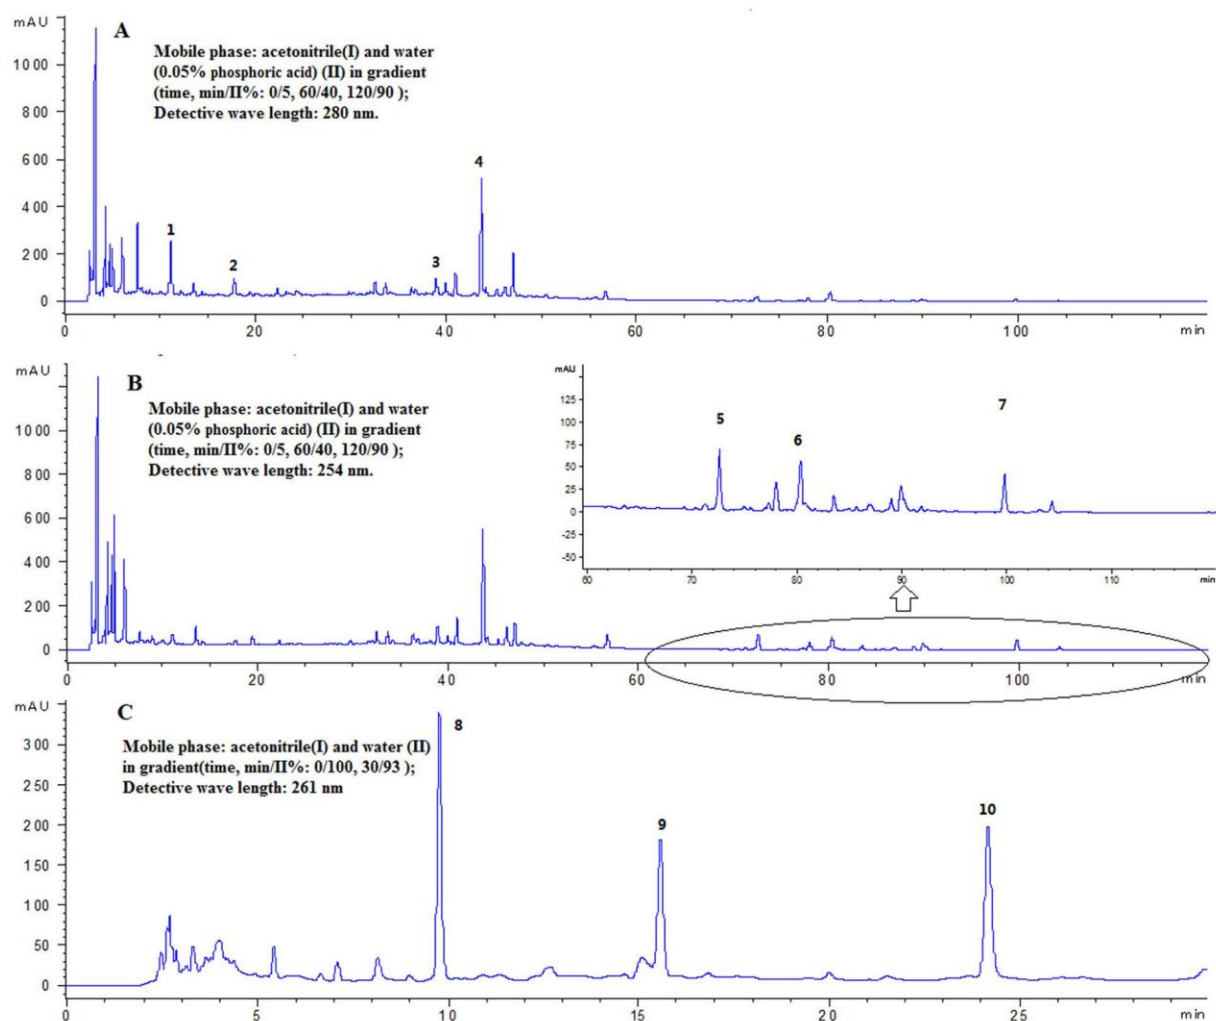 mAU
A
Mobile phase: acetonitrile(I) and water
(0.05% phosphoric acid) (II) in gradient
(time, min/II%: 0/5, 60/40, 120/90 );
Detective wave length: 280 nm.
1000
800
600
400
200
0
1
2
3
4
0 20 40 60 80 100 min
mAU
B
Mobile phase: acetonitrile(I) and water
(0.05% phosphoric acid) (II) in gradient
(time, min/II%: 0/5, 60/40, 120/90 );
Detective wave length: 254 nm.
1000
800
600
400
200
0
0 20 40 60 80 100 min
mAU
125
100
75
50
25
0
-25
-50
5
6
7
60 70 80 90 100 110 min
mAU
C
Mobile phase: acetonitrile(I) and water (II)
in gradient(time, min/II%: 0/100, 30/93 );
Detective wave length: 261 nm
300
250
200
150
100
50
0
8
9
10
0 5 10 15 20 25 min